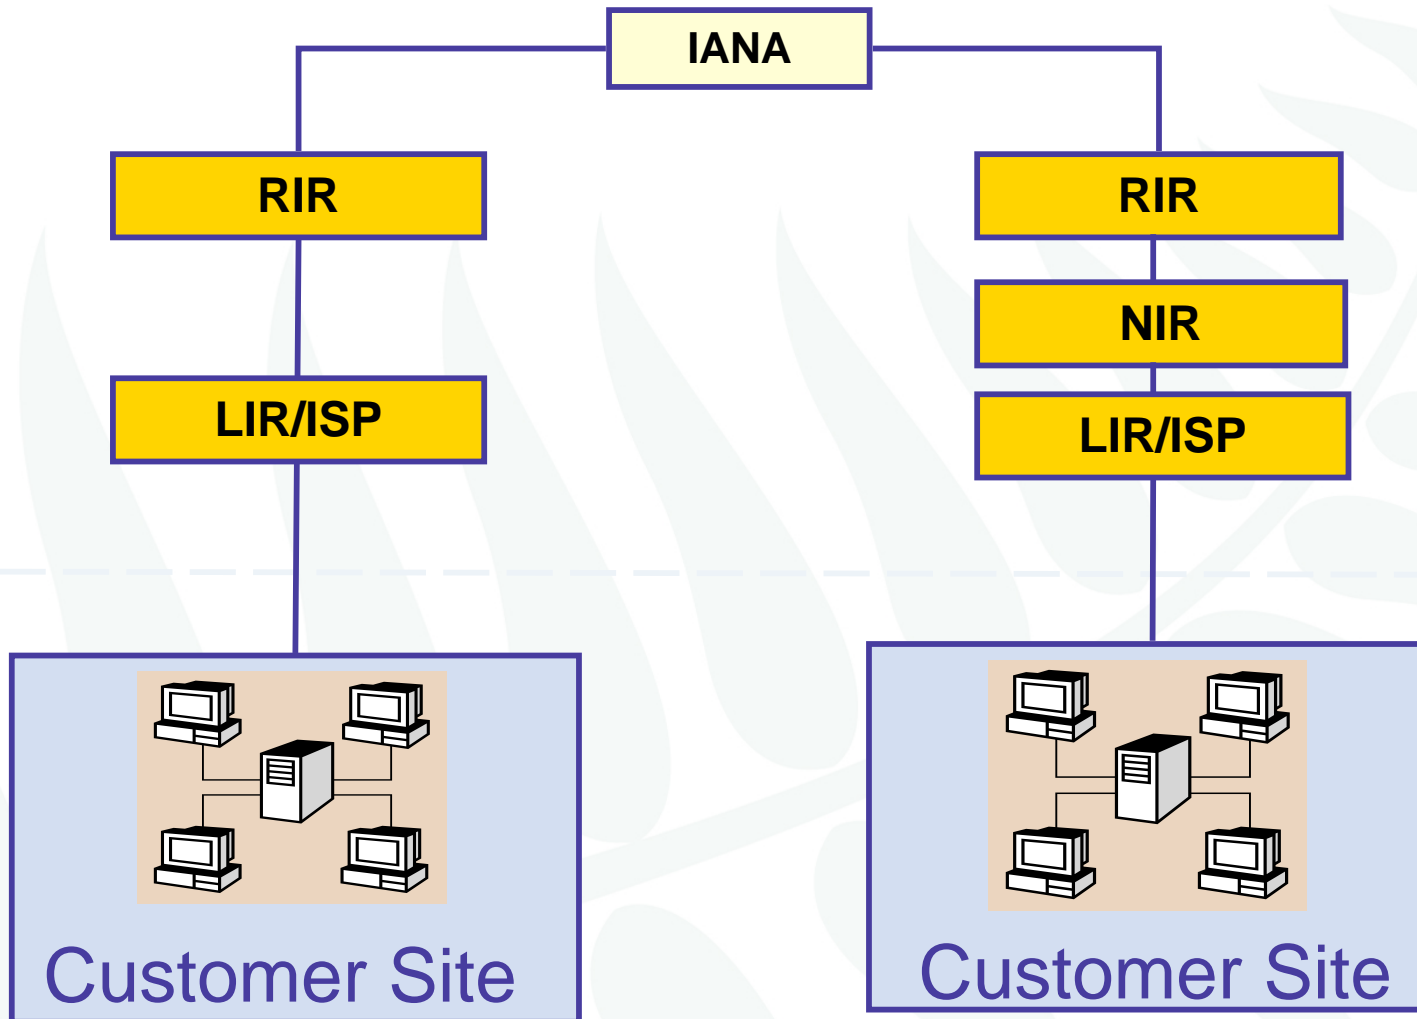 IANA
RIR
RIR
NIR
LIR/ISP
LIR/ISP
Customer Site
Customer Site